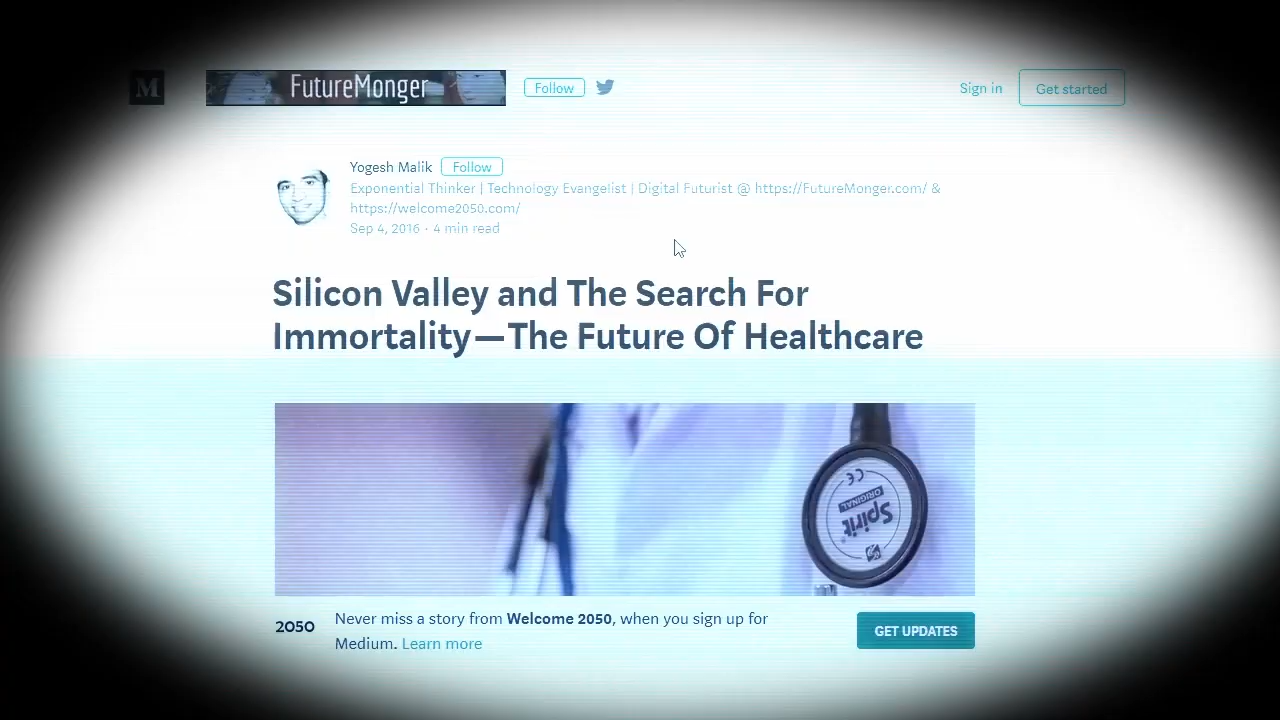 M
FutureMonger
Follow
Sign in
Get started
Yogesh Malik Follow
Exponential Thinker | Technology Evangelist | Digital Futurist @ https://FutureMonger.com/ &
https://welcome2050.com/
Sep 4, 2016 · 4 min read
Silicon Valley and The Search For
Immortality — The Future Of Healthcare
CE
ORIGINAL
Spirit
2050
Never miss a story from Welcome 2050, when you sign up for
Medium. Learn more
GET UPDATES